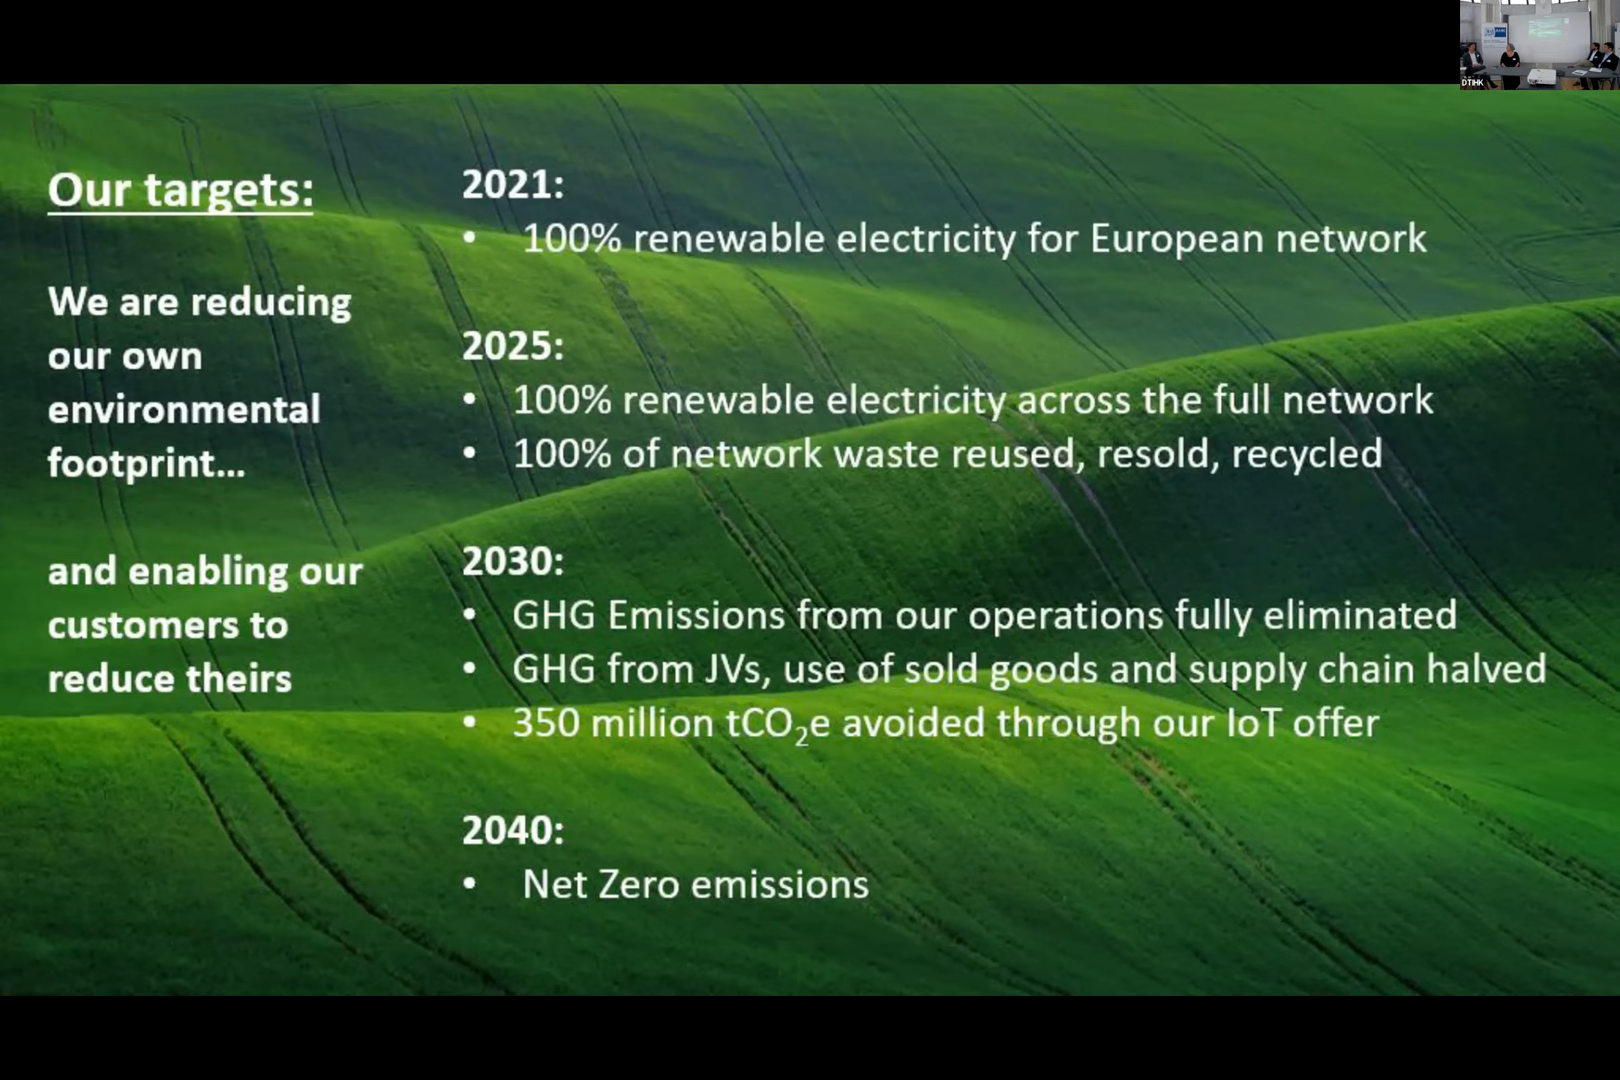 DTIHK
Our targets:
We are reducing
our own
environmental
footprint...
and enabling our
customers to
reduce theirs
2021:
• 100% renewable electricity for European network
2025:
• 100% renewable electricity across the full network
• 100% of network waste reused, resold, recycled
2030:
• GHG Emissions from our operations fully eliminated
• GHG from JVs, use of sold goods and supply chain halved
• 350 million tCO₂e avoided through our IoT offer
2040:
• Net Zero emissions